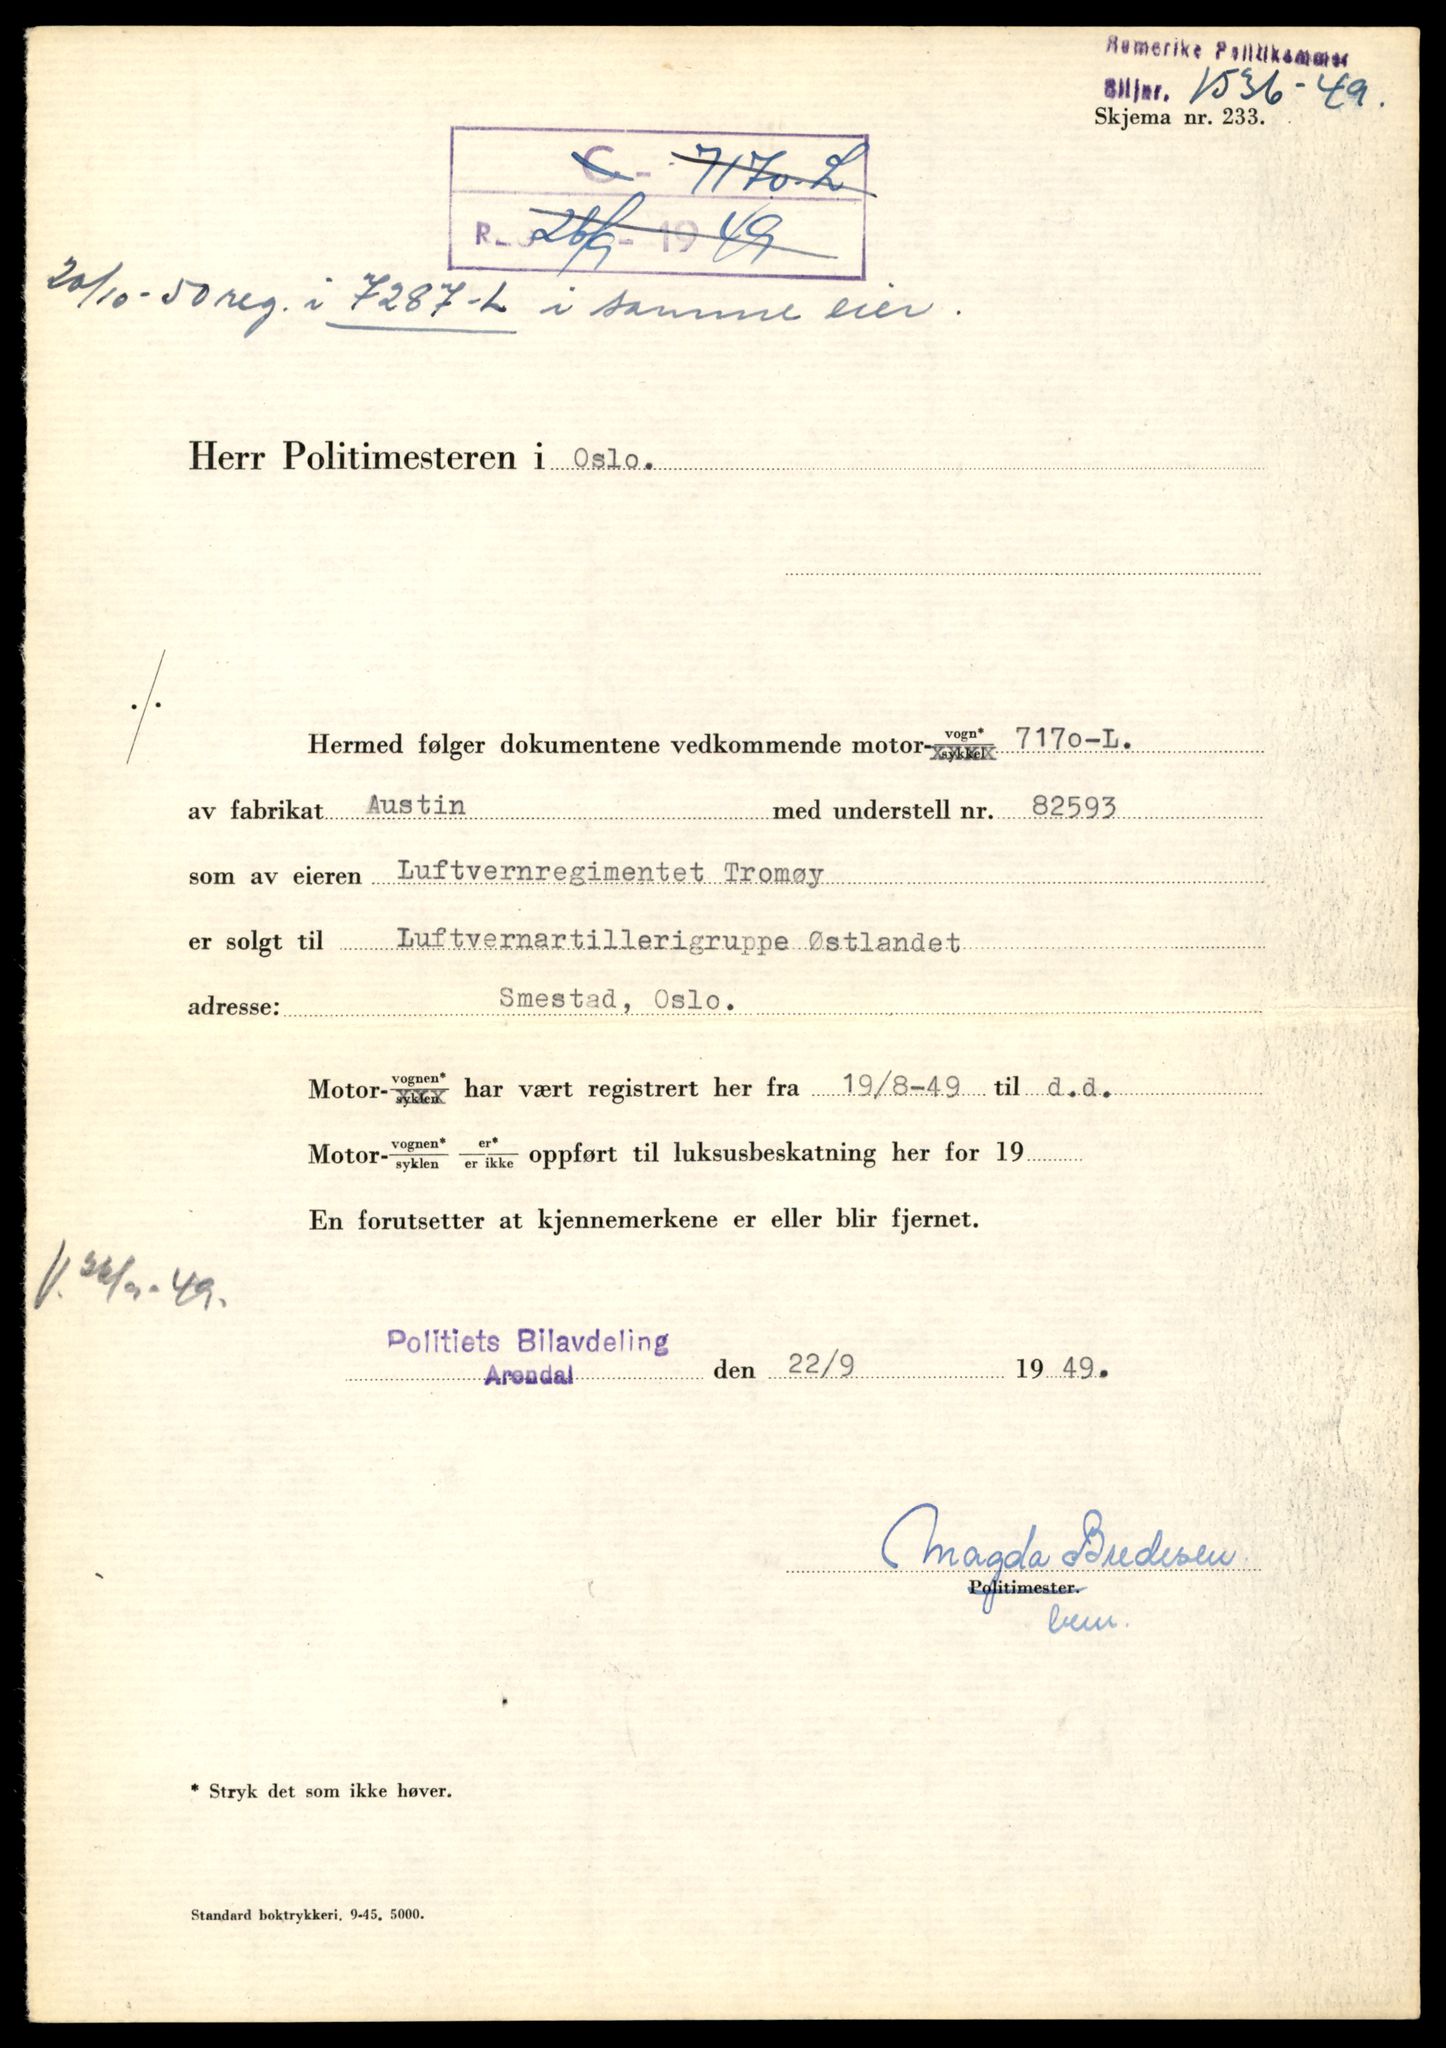 Romerike Politikammer
Biljnr. 1536-49.
Skjema nr. 233.
C - 7170-L
26/9 - 1949
20/10-50 reg. i 7287-L i samme eier.
Herr Politimesteren i Oslo.
./.
Hermed følger dokumentene vedkommende motor-vogn*/sykkel 7170-L.
av fabrikat Austin med understell nr. 82593
som av eieren Luftvernregimentet Tromøy
er solgt til Luftvernartillerigruppe Østlandet
adresse: Smestad, Oslo.
Motor-vognen*/syklen har vært registrert her fra 19/8-49 til d.d.
Motor-vognen*/syklen er*/er ikke oppført til luksusbeskatning her for 19
En forutsetter at kjennemerkene er eller blir fjernet.
/9-49.
Politiets Bilavdeling
Arendal den 22/9 1949.
Magda Bredesen
Politimester.
* Stryk det som ikke høver.
Standard boktrykkeri. 9-45. 5000.